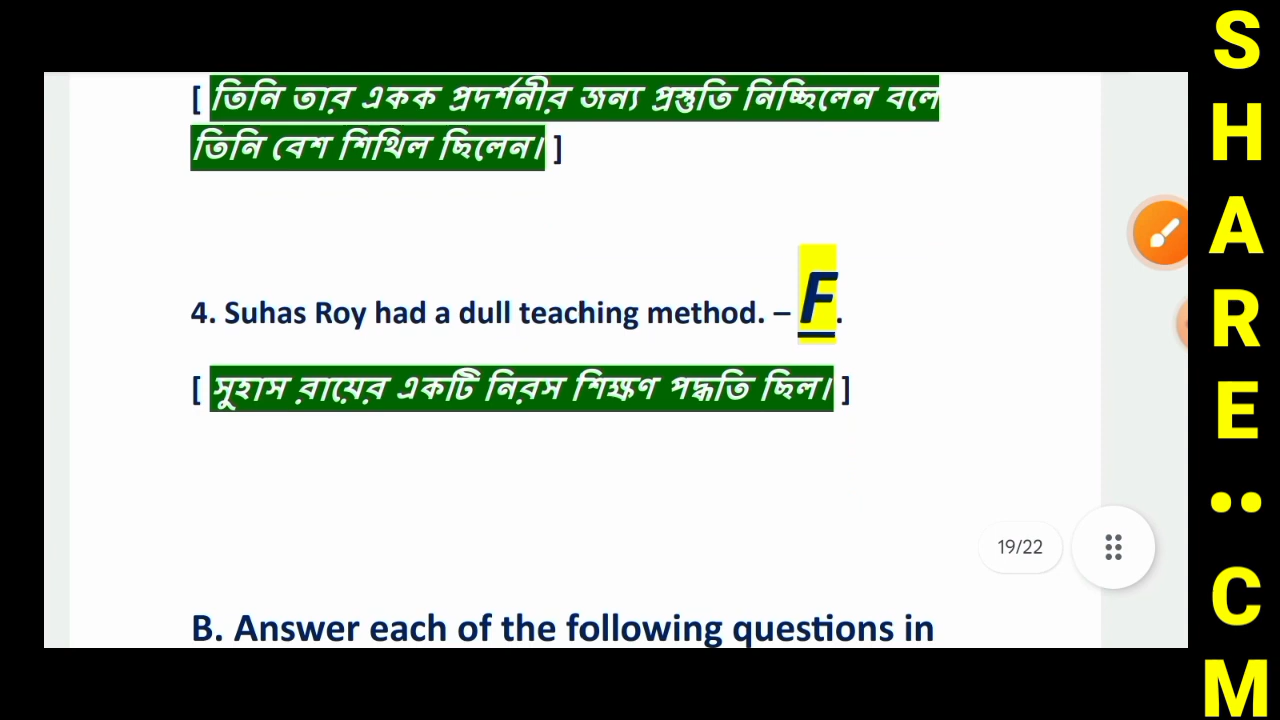 [ তিনি তার একক প্রদর্শনীর জন্য প্রস্তুতি নিচ্ছিলেন বলে
তিনি বেশ শিথিল ছিলেন। ]
4. Suhas Roy had a dull teaching method. – F.
[ সুহাস রায়ের একটি নিরস শিক্ষণ পদ্ধতি ছিল। ]
19/22
B. Answer each of the following questions in
S
H
A
R
E
••
C
M